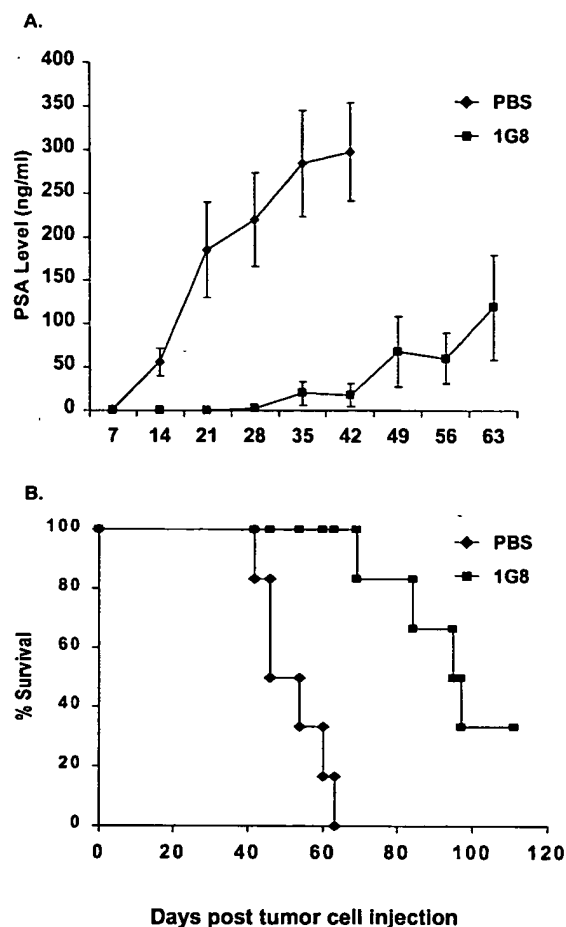 A.
400
350
300
250
200
150
100
50
0
PSA Level (ng/ml)
PBS
1G8
7 14 21 28 35 42 49 56 63
B.
100
80
60
40
20
0
% Survival
PBS
1G8
0 20 40 60 80 100 120
Days post tumor cell injection